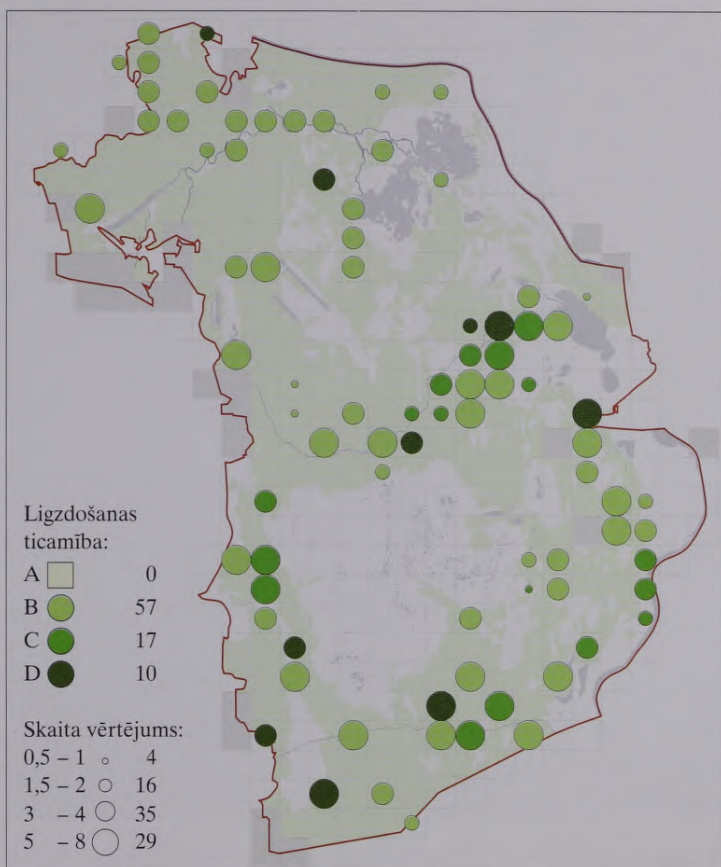 Ligzdošanas
ticamība:
A 0
B 57
C 17
D 10
Skaita vērtējums:
0,5 – 1 4
1,5 – 2 16
3 – 4 35
5 – 8 29